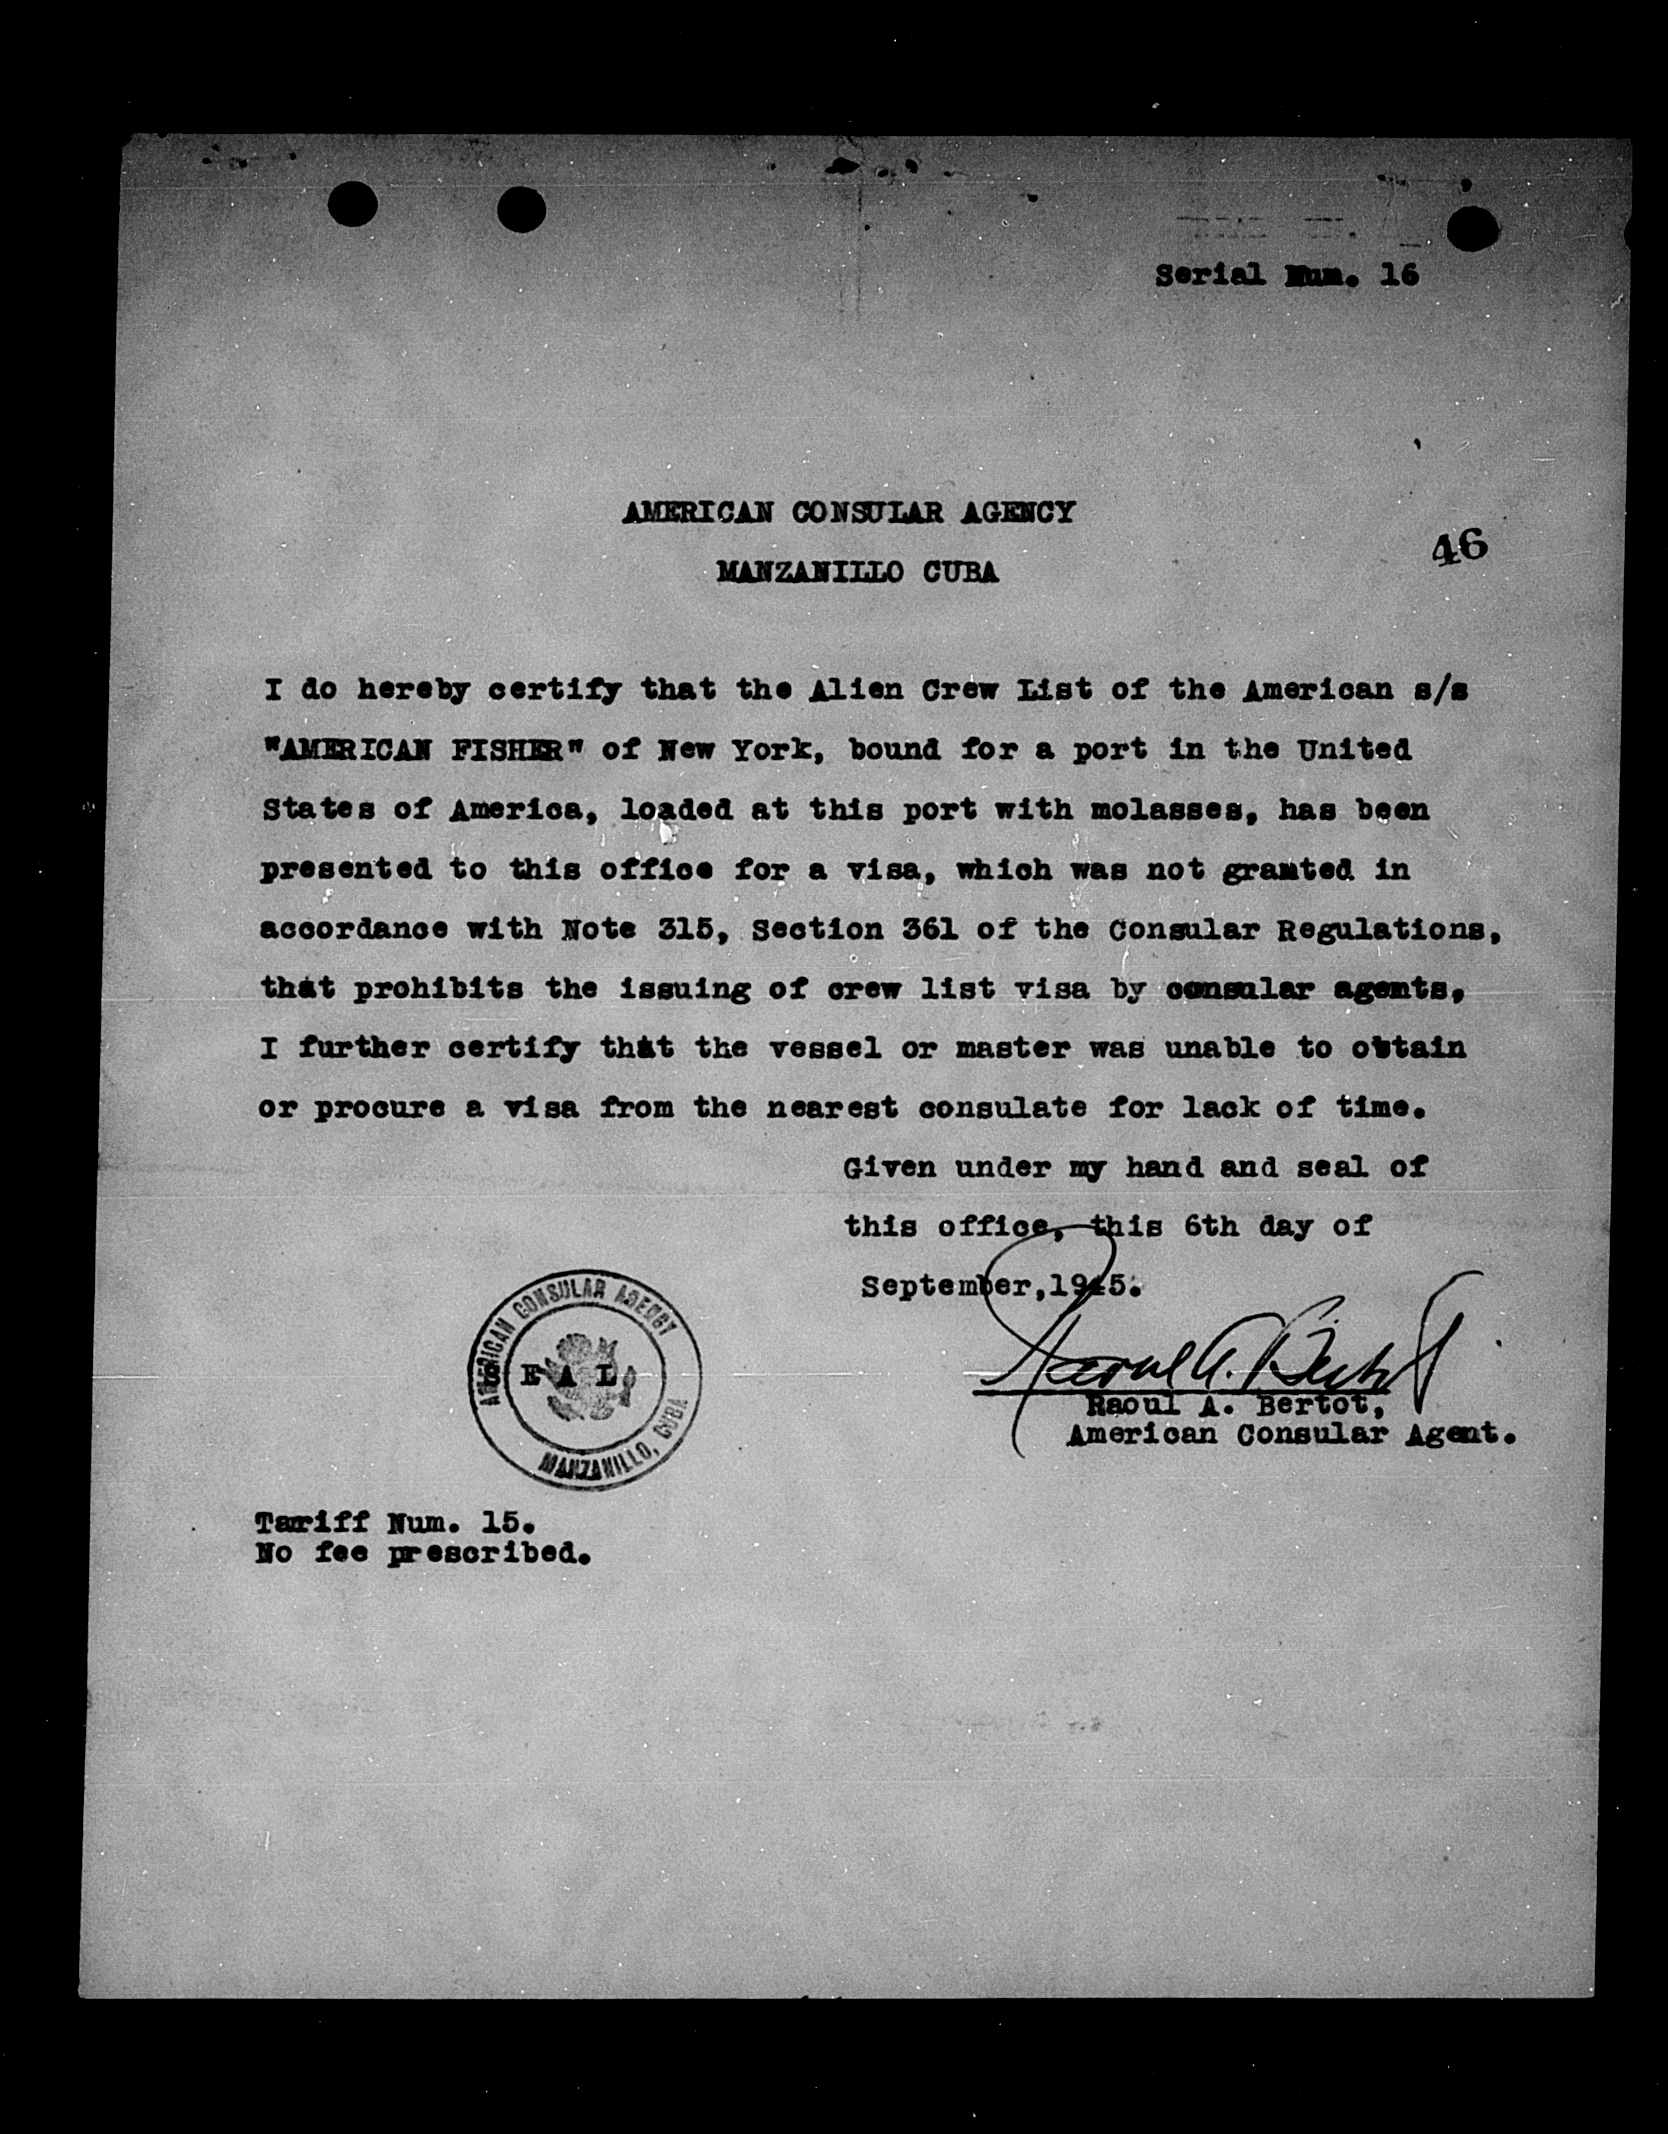 Serial Num. 16
AMERICAN CONSULAR AGENCY
46
MANZANILLO CUBA
I do hereby certify that the Alien Crew List of the American s/s
"AMERICAN FISHER" of New York, bound for a port in the United
States of America, loaded at this port with molasses, has been
presented to this office for a visa, which was not granted in
accordance with Note 315, Section 361 of the Consular Regulations,
that prohibits the issuing of crew list visa by consular agents,
I further certify that the vessel or master was unable to obtain
or procure a visa from the nearest consulate for lack of time.
Given under my hand and seal of
this office, this 6th day of
September, 1945.
AMERICAN CONSULAR AGENCY
S E A L
MANZANILLO, CUBA
Raoul A. Bertot
Raoul A. Bertot,
American Consular Agent.
Tariff Num. 15.
No fee prescribed.